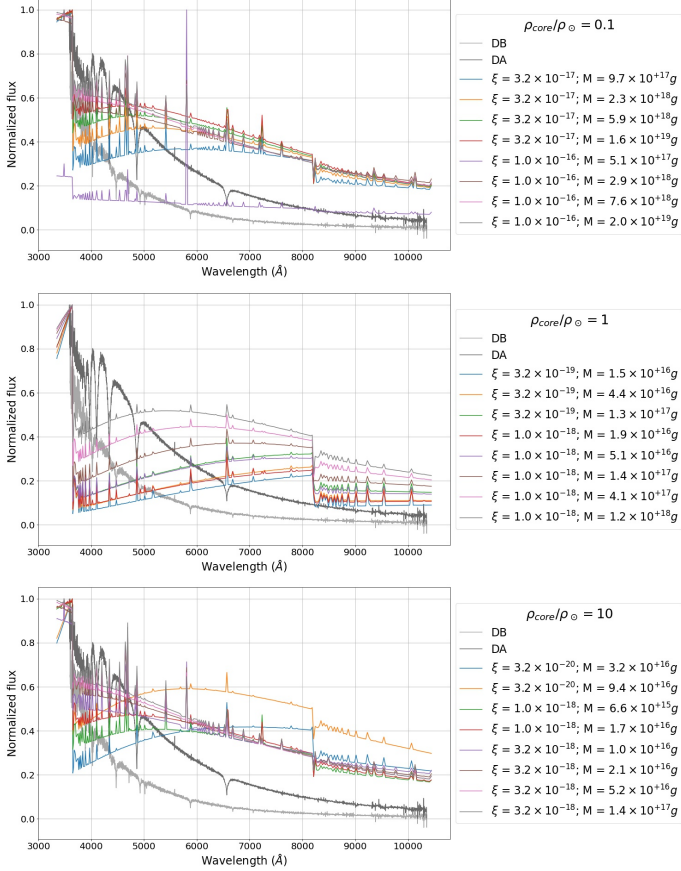 1.0
0.8
0.6
0.4
0.2
0.0
Normalized flux
3000 4000 5000 6000 7000 8000 9000 10000
Wavelength (Å)
ρcore/ρ⊙ = 0.1
DB
DA
ξ = 3.2 × 10⁻¹⁷; M = 9.7 × 10⁺¹⁷g
ξ = 3.2 × 10⁻¹⁷; M = 2.3 × 10⁺¹⁸g
ξ = 3.2 × 10⁻¹⁷; M = 5.9 × 10⁺¹⁸g
ξ = 3.2 × 10⁻¹⁷; M = 1.6 × 10⁺¹⁹g
ξ = 1.0 × 10⁻¹⁶; M = 5.1 × 10⁺¹⁷g
ξ = 1.0 × 10⁻¹⁶; M = 2.9 × 10⁺¹⁸g
ξ = 1.0 × 10⁻¹⁶; M = 7.6 × 10⁺¹⁸g
ξ = 1.0 × 10⁻¹⁶; M = 2.0 × 10⁺¹⁹g
1.0
0.8
0.6
0.4
0.2
0.0
Normalized flux
3000 4000 5000 6000 7000 8000 9000 10000
Wavelength (Å)
ρcore/ρ⊙ = 1
DB
DA
ξ = 3.2 × 10⁻¹⁹; M = 1.5 × 10⁺¹⁶g
ξ = 3.2 × 10⁻¹⁹; M = 4.4 × 10⁺¹⁶g
ξ = 3.2 × 10⁻¹⁹; M = 1.3 × 10⁺¹⁷g
ξ = 1.0 × 10⁻¹⁸; M = 1.9 × 10⁺¹⁶g
ξ = 1.0 × 10⁻¹⁸; M = 5.1 × 10⁺¹⁶g
ξ = 1.0 × 10⁻¹⁸; M = 1.4 × 10⁺¹⁷g
ξ = 1.0 × 10⁻¹⁸; M = 4.1 × 10⁺¹⁷g
ξ = 1.0 × 10⁻¹⁸; M = 1.2 × 10⁺¹⁸g
1.0
0.8
0.6
0.4
0.2
0.0
Normalized flux
3000 4000 5000 6000 7000 8000 9000 10000
Wavelength (Å)
ρcore/ρ⊙ = 10
DB
DA
ξ = 3.2 × 10⁻²⁰; M = 3.2 × 10⁺¹⁶g
ξ = 3.2 × 10⁻²⁰; M = 9.4 × 10⁺¹⁶g
ξ = 1.0 × 10⁻¹⁸; M = 6.6 × 10⁺¹⁵g
ξ = 1.0 × 10⁻¹⁸; M = 1.7 × 10⁺¹⁶g
ξ = 3.2 × 10⁻¹⁸; M = 1.0 × 10⁺¹⁶g
ξ = 3.2 × 10⁻¹⁸; M = 2.1 × 10⁺¹⁶g
ξ = 3.2 × 10⁻¹⁸; M = 5.2 × 10⁺¹⁶g
ξ = 3.2 × 10⁻¹⁸; M = 1.4 × 10⁺¹⁷g